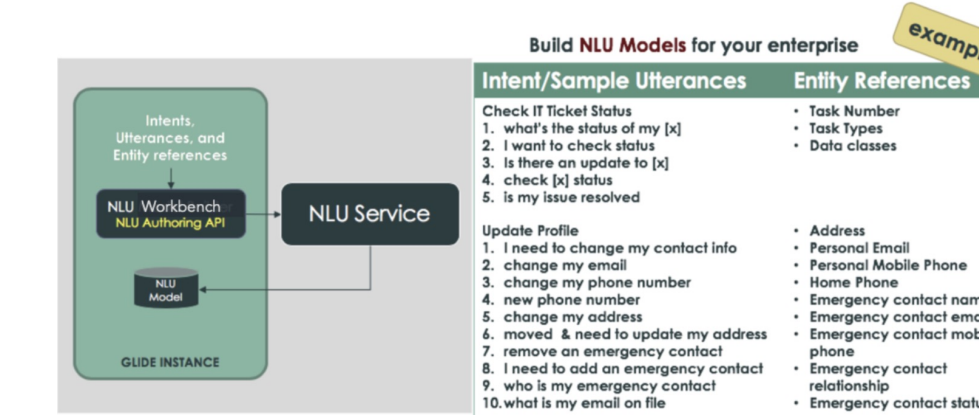 Build NLU Models for your enterprise
Intents,
Utterances, and
Entity references
NLU Workbench
NLU Authoring API
NLU Service
NLU
Model
GLIDE INSTANCE
Intent/Sample Utterances
Check IT Ticket Status
1. what's the status of my [x]
2. I want to check status
3. Is there an update to [x]
4. check [x] status
5. is my issue resolved
Update Profile
1. I need to change my contact info
2. change my email
3. change my phone number
4. new phone number
5. change my address
6. moved & need to update my address
7. remove an emergency contact
8. I need to add an emergency contact
9. who is my emergency contact
10. what is my email on file
Entity References
• Task Number
• Task Types
• Data classes
• Address
• Personal Email
• Personal Mobile Phone
• Home Phone
• Emergency contact
• Emergency contact
• Emergency contact
phone
• Emergency contact
relationship
• Emergency contact